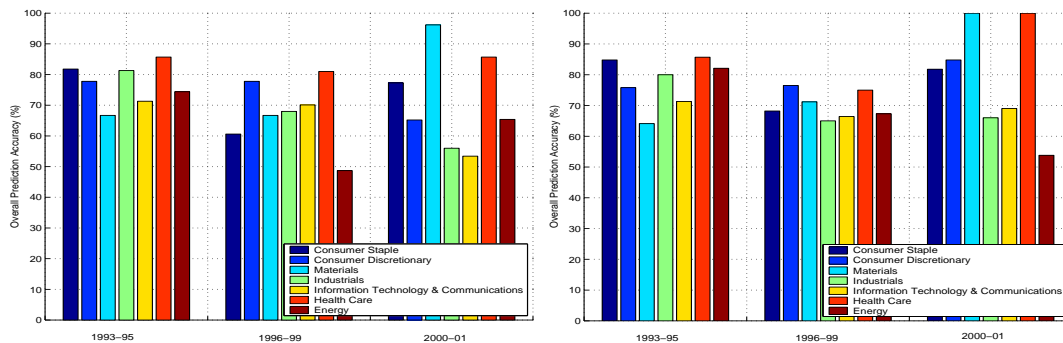 Overall Prediction Accuracy (%)
100
90
80
70
60
50
40
30
20
10
0
Consumer Staple
Consumer Discretionary
Materials
Industrials
Information Technology & Communications
Health Care
Energy
1993–95
1996–99
2000–01
Overall Prediction Accuracy (%)
100
90
80
70
60
50
40
30
20
10
0
Consumer Staple
Consumer Discretionary
Materials
Industrials
Information Technology & Communications
Health Care
Energy
1993–95
1996–99
2000–01